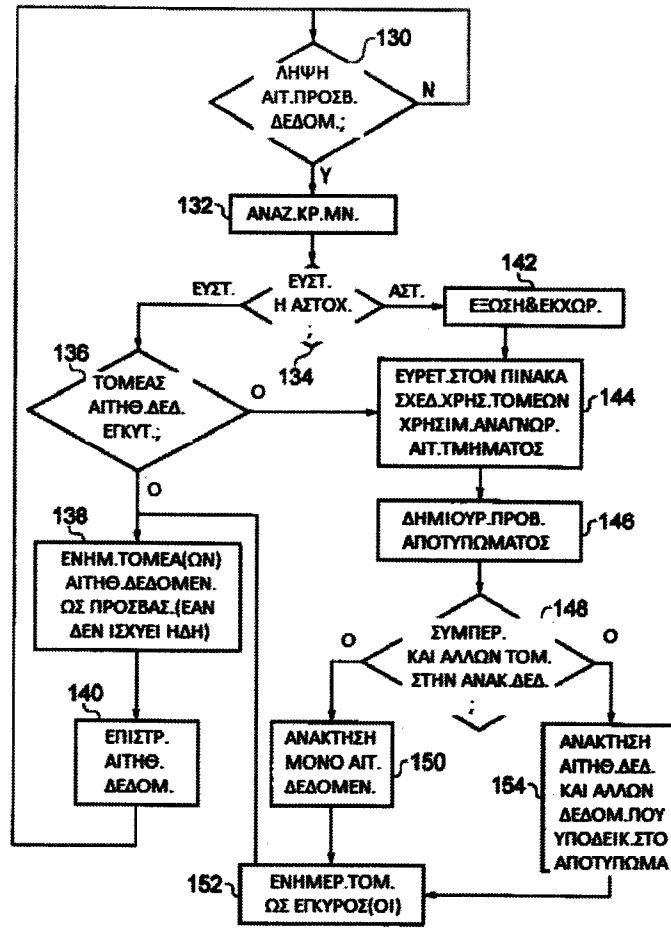 130
ΛΗΨΗ
ΑΙΤ.ΠΡΟΣΒ.
ΔΕΔΟΜ.;
N
Y
132
ΑΝΑΖ.ΚΡ.ΜΝ.
ΕΥΣΤ.
ΕΥΣΤ.
Η ΑΣΤΟΧ.
;
ΑΣΤ.
134
142
ΕΞΩΣΗ&ΕΚΧΩΡ.
136
ΤΟΜΕΑΣ
ΑΙΤΗΘ.ΔΕΔ.
ΕΓΚΥΤ.;
Ο
Ο
ΕΥΡΕΤ.ΣΤΟΝ ΠΙΝΑΚΑ
ΣΧΕΔ.ΧΡΗΣ.ΤΟΜΕΩΝ
ΧΡΗΣΙΜ.ΑΝΑΓΝΩΡ.
ΑΙΤ.ΤΜΗΜΑΤΟΣ
144
138
ΕΝΗΜ.ΤΟΜΕΑ(ΩΝ)
ΑΙΤΗΘ.ΔΕΔΟΜΕΝ.
ΩΣ ΠΡΟΣΒΑΣ.(ΕΑΝ
ΔΕΝ ΙΣΧΥΕΙ ΗΔΗ)
ΔΗΜΙΟΥΡ.ΠΡΟΒ.
ΑΠΟΤΥΠΩΜΑΤΟΣ
146
148
ΣΥΜΠΕΡ.
ΚΑΙ ΑΛΛΩΝ ΤΟΜ.
ΣΤΗΝ ΑΝΑΚ.ΔΕΔ.
;
Ο
Ο
140
ΕΠΙΣΤΡ.
ΑΙΤΗΘ.
ΔΕΔΟΜ.
ΑΝΑΚΤΗΣΗ
ΜΟΝΟ ΑΙΤ.
ΔΕΔΟΜΕΝ.
150
154
ΑΝΑΚΤΗΣΗ
ΑΙΤΗΘ.ΔΕΔ.
ΚΑΙ ΑΛΛΩΝ
ΔΕΔΟΜ.ΠΟΥ
ΥΠΟΔΕΙΚ.ΣΤΟ
ΑΠΟΤΥΠΩΜΑ
152
ΕΝΗΜΕΡ.ΤΟΜ.
ΩΣ ΕΓΚΥΡΟΣ(ΟΙ)